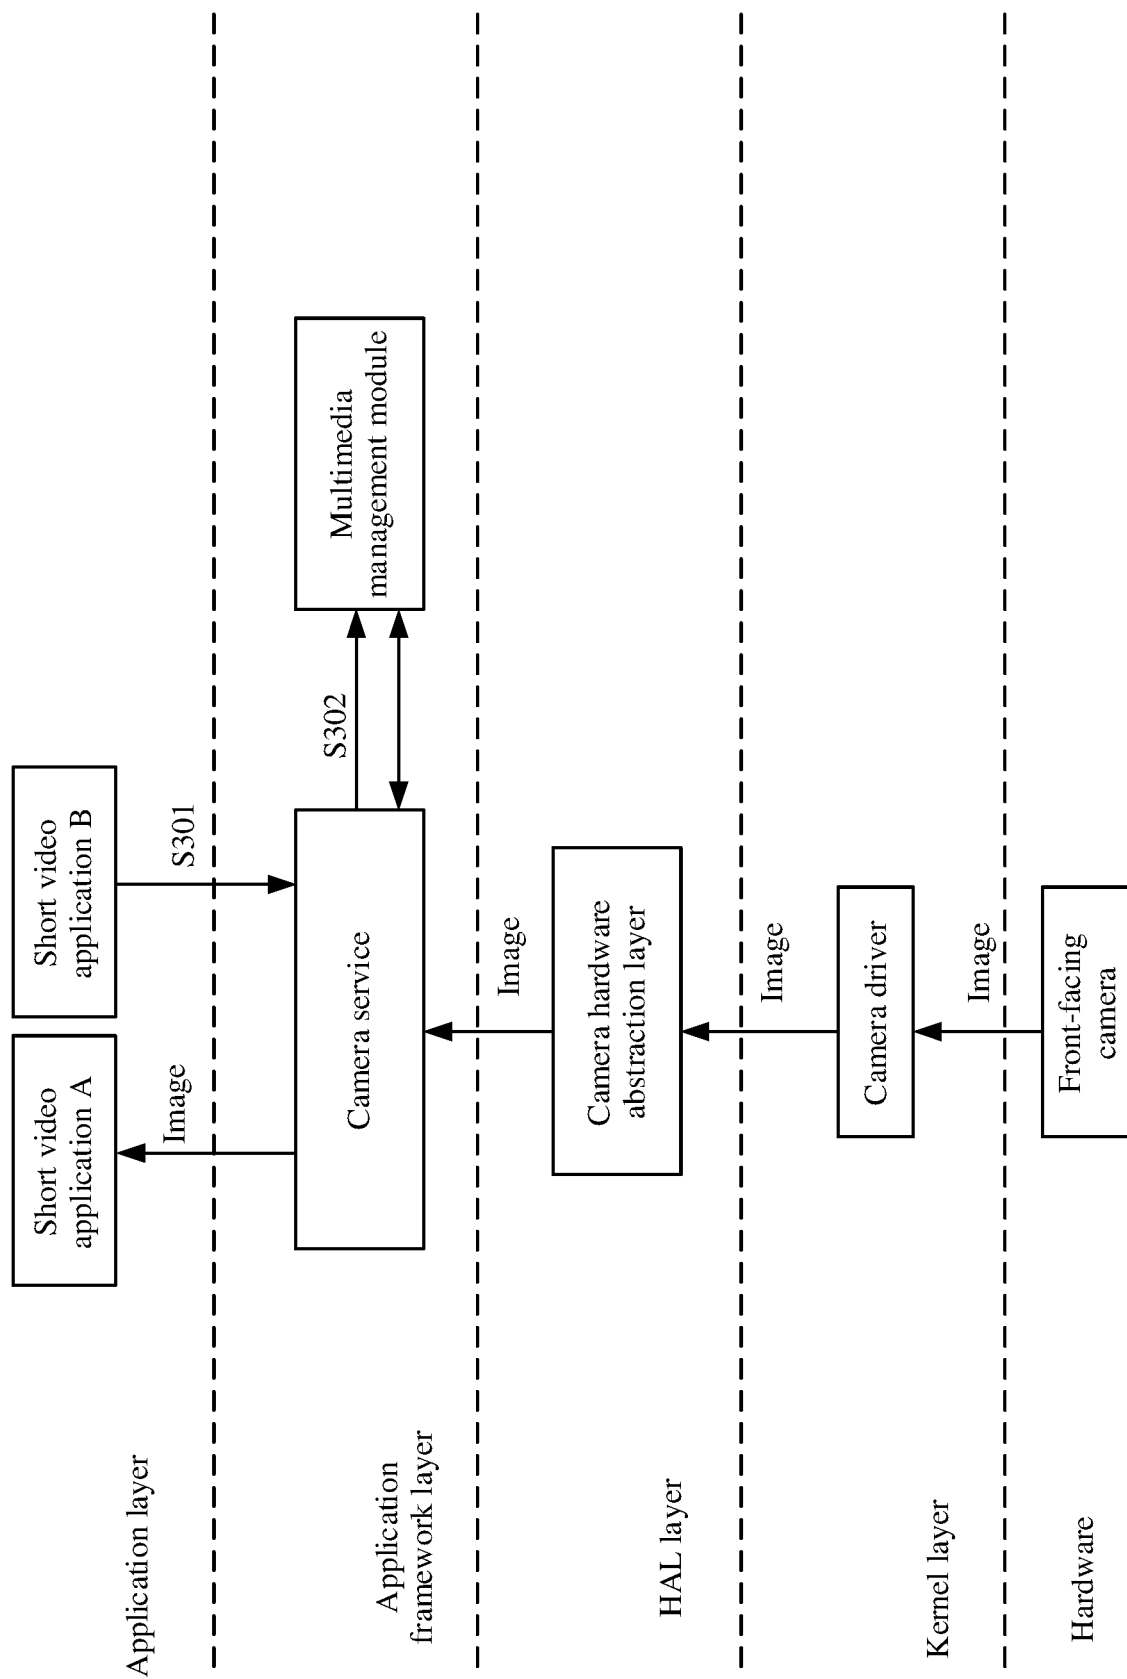 Application layer
Short video
application A
Short video
application B
Image
S301
Application
framework layer
Camera service
S302
Multimedia
management module
Image
HAL layer
Camera hardware
abstraction layer
Image
Kernel layer
Camera driver
Image
Hardware
Front-facing
camera